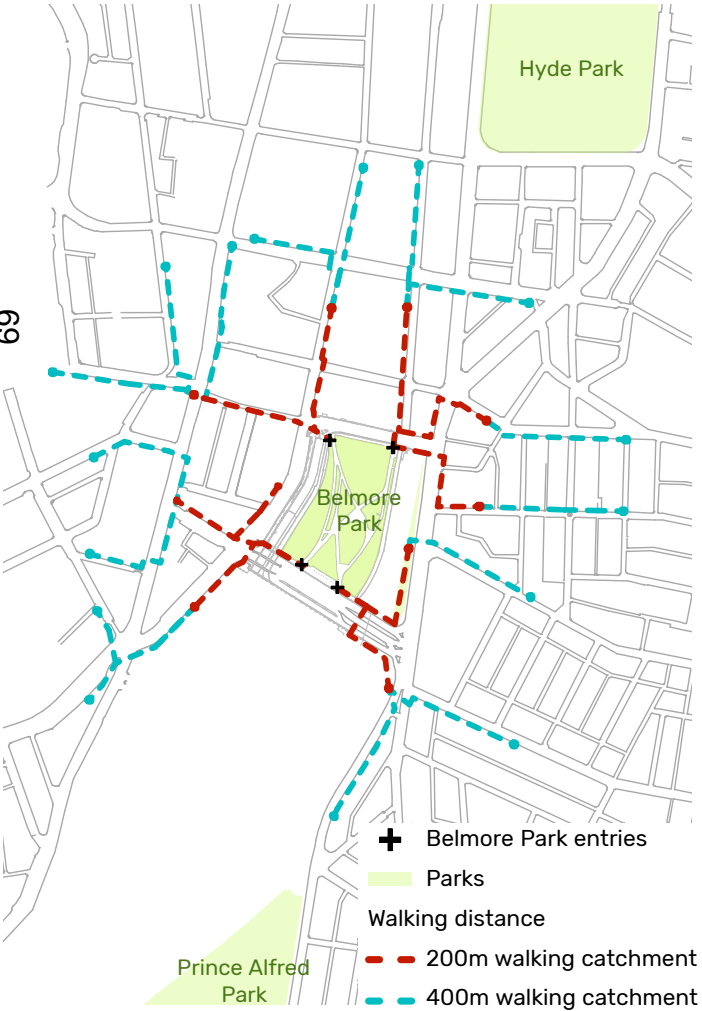 Hyde Park
69
Belmore
Park
Belmore Park entries
Parks
Walking distance
200m walking catchment
400m walking catchment
Prince Alfred
Park